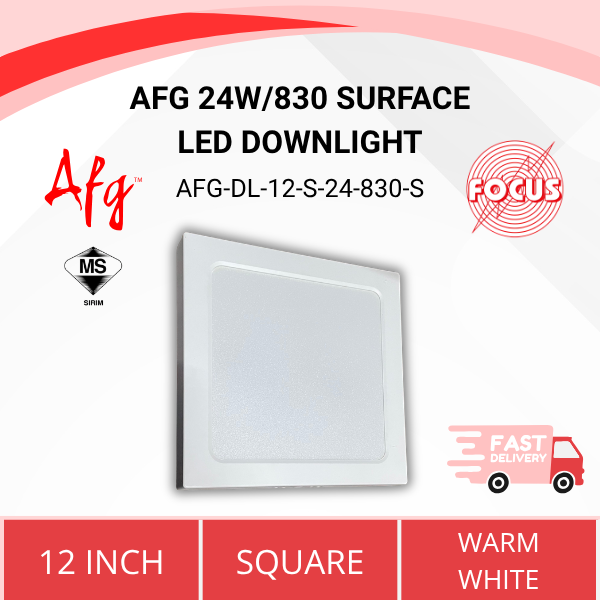 AFG 24W/830 SURFACE
LED DOWNLIGHT
AFG-DL-12-S-24-830-S
Afg™
FOCUS
MS
SIRIM
FAST
DELIVERY
12 INCH
SQUARE
WARM
WHITE